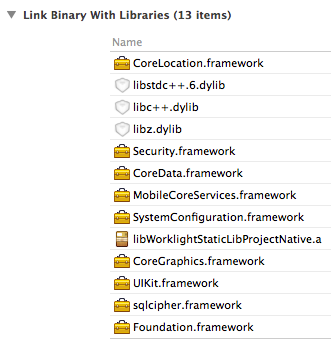 Link Binary With Libraries (13 items)
Name
CoreLocation.framework
libstdc++.6.dylib
libc++.dylib
libz.dylib
Security.framework
CoreData.framework
MobileCoreServices.framework
SystemConfiguration.framework
libWorklightStaticLibProjectNative.a
CoreGraphics.framework
UIKit.framework
sqlcipher.framework
Foundation.framework